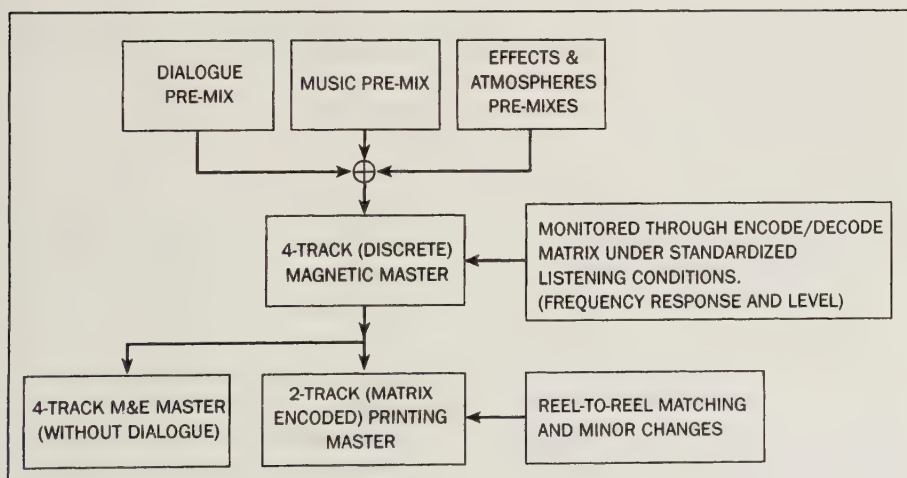 DIALOGUE
PRE-MIX
MUSIC PRE-MIX
EFFECTS &
ATMOSPHERES
PRE-MIXES
4-TRACK (DISCRETE)
MAGNETIC MASTER
MONITORED THROUGH ENCODE/DECODE
MATRIX UNDER STANDARDIZED
LISTENING CONDITIONS.
(FREQUENCY RESPONSE AND LEVEL)
4-TRACK M&E MASTER
(WITHOUT DIALOGUE)
2-TRACK (MATRIX
ENCODED) PRINTING
MASTER
REEL-TO-REEL MATCHING
AND MINOR CHANGES